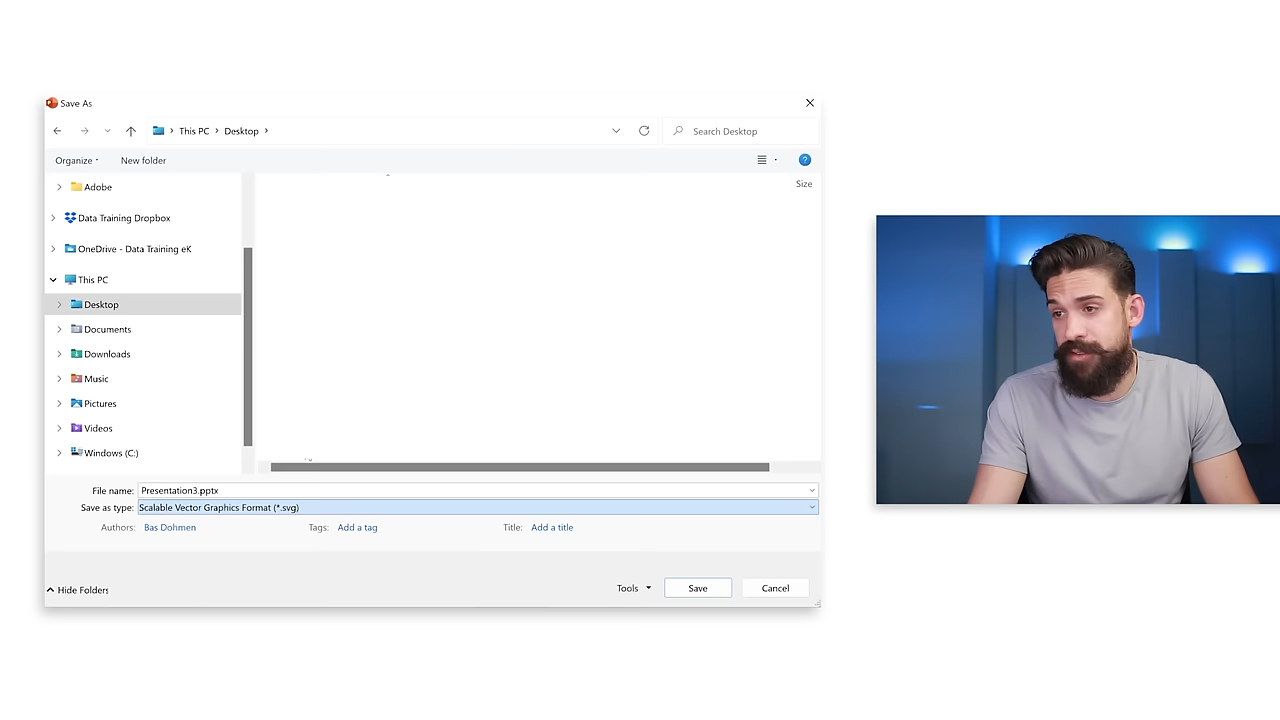 Save As
This PC > Desktop >
Search Desktop
Organize
New folder
Size
Adobe
Data Training Dropbox
OneDrive - Data Training eK
This PC
Desktop
Documents
Downloads
Music
Pictures
Videos
Windows (C:)
File name: Presentation3.pptx
Save as type: Scalable Vector Graphics Format (*.svg)
Authors: Bas Dohmen Tags: Add a tag Title: Add a title
Hide Folders
Tools Save Cancel